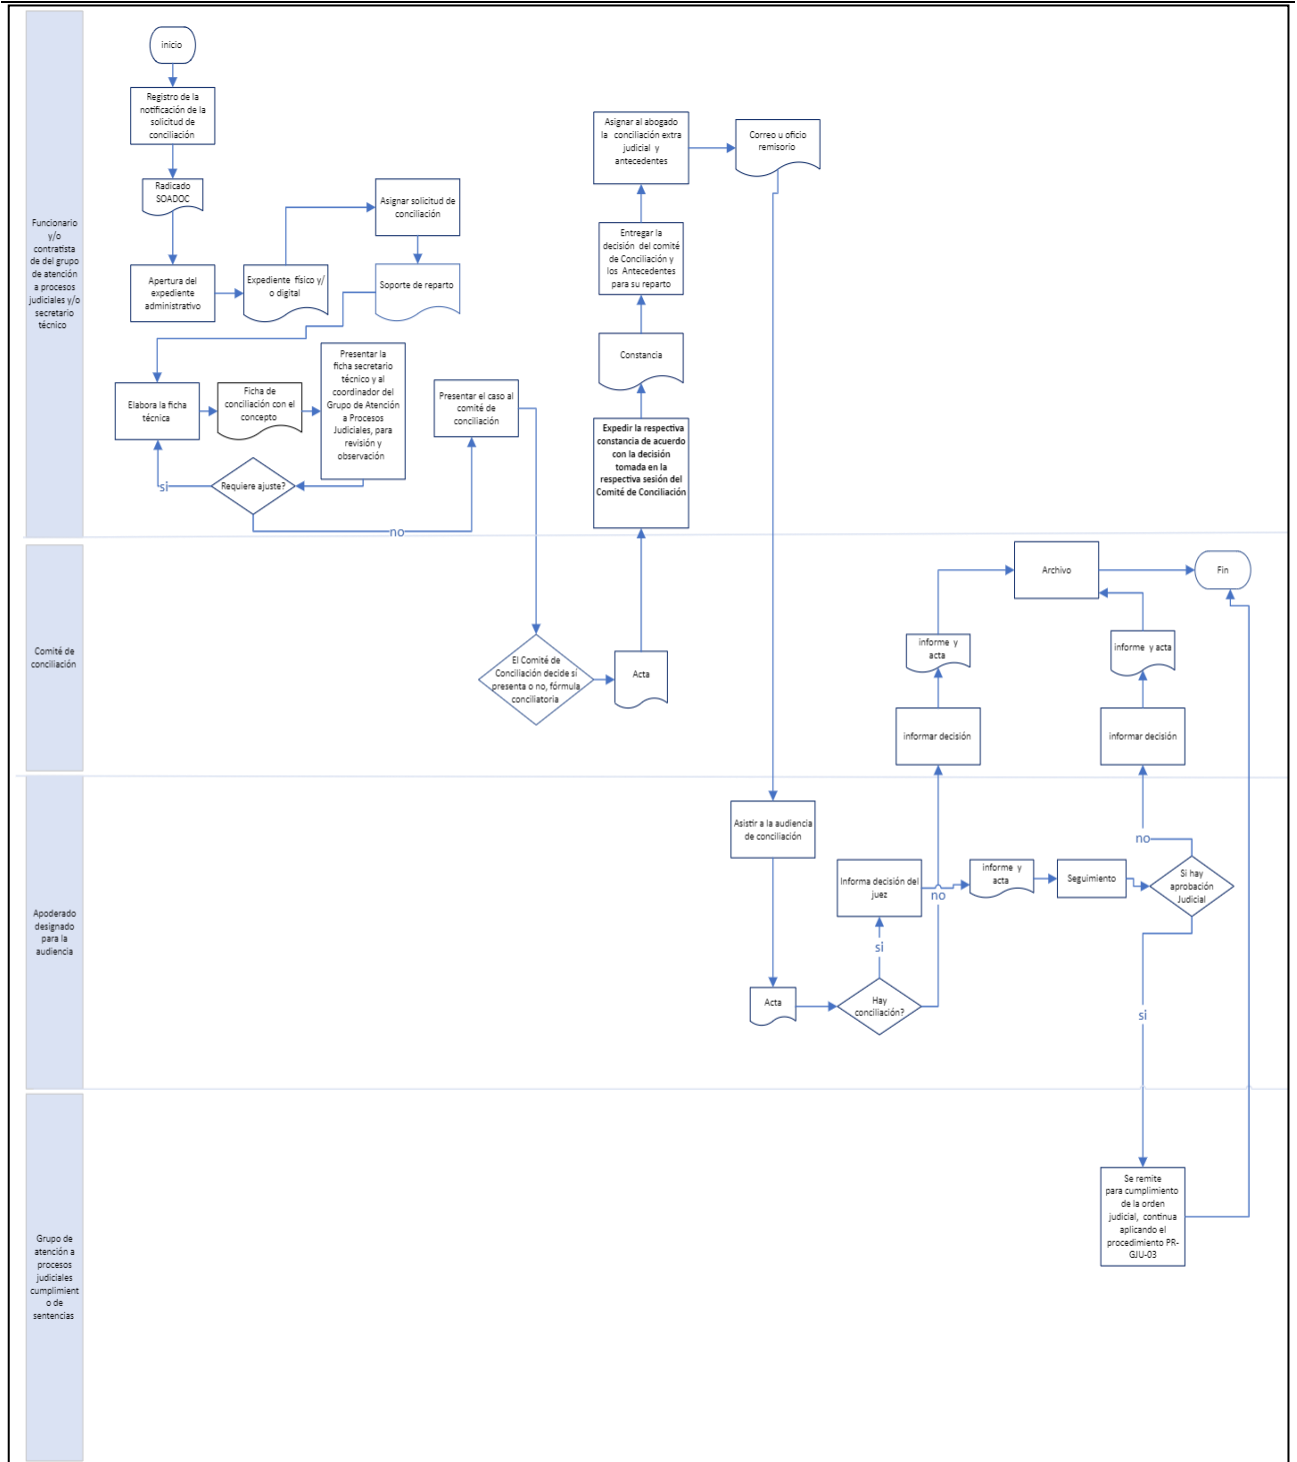 Funcionario
y/o
contratista
de del grupo
de atención
a procesos
judiciales y/o
secretario
técnico
inicio
Registro de la
notificación de la
solicitud de
conciliación
Radicado
SOADOC
Apertura del
expediente
administrativo
Expediente físico y/
o digital
Asignar solicitud de
conciliación
Soporte de reparto
Elabora la ficha
técnica
Ficha de
conciliación con el
concepto
Presentar la
ficha secretario
técnico y al
coordinador del
Grupo de Atención
a Procesos
Judiciales, para
revisión y
observación
Requiere ajuste?
si
no
Presentar el caso al
comité de
conciliación
Asignar al abogado
la conciliación extra
judicial y
antecedentes
Correo u oficio
remisorio
Entregar la
decisión del comité
de Conciliación y
los Antecedentes
para su reparto
Constancia
Expedir la respectiva
constancia de acuerdo
con la decisión
tomada en la
respectiva sesión del
Comité de Conciliación
Comité de
conciliación
El Comité de
Conciliación decide si
presenta o no, fórmula
conciliatoria
Acta
Archivo
Fin
informe y
acta
informe y acta
informar decisión
informar decisión
Apoderado
designado
para la
audiencia
Asistir a la audiencia
de conciliación
Informa decisión del
juez
no
informe y
acta
Seguimiento
Si hay
aprobación
Judicial
no
si
Acta
Hay
conciliación?
si
Grupo de
atención a
procesos
judiciales
cumplimient
o de
sentencias
Se remite
para cumplimiento
de la orden
judicial, continua
aplicando el
procedimiento PR-
GJU-03